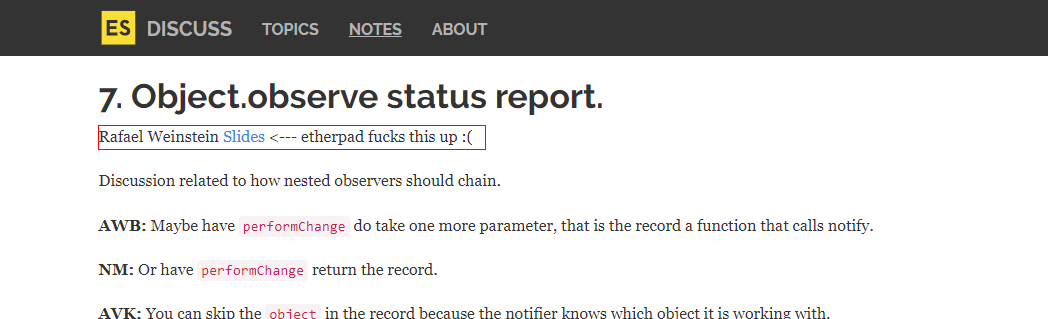 ES DISCUSS TOPICS NOTES ABOUT
7. Object.observe status report.
Rafael Weinstein Slides <--- etherpad fucks this up :(
Discussion related to how nested observers should chain.
AWB: Maybe have performChange do take one more parameter, that is the record a function that calls notify.
NM: Or have performChange return the record.
AVK: You can skip the object in the record because the notifier knows which object it is working with.